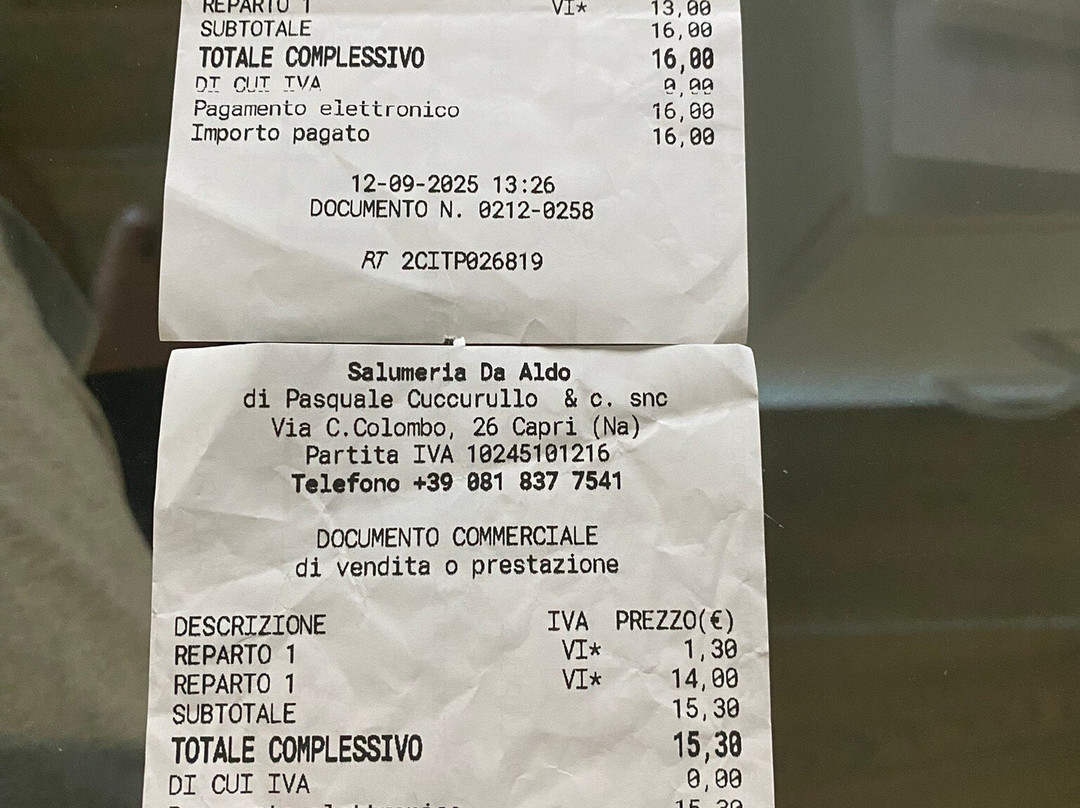 REPARTO 1 VI* 13,00
SUBTOTALE 16,00
TOTALE COMPLESSIVO 16,00
DI CUI IVA 0,00
Pagamento elettronico 16,00
Importo pagato 16,00
12-09-2025 13:26
DOCUMENTO N. 0212-0258
RT 2CITP026819
Salumeria Da Aldo
di Pasquale Cuccurullo & c. snc
Via C.Colombo, 26 Capri (Na)
Partita IVA 10245101216
Telefono +39 081 837 7541
DOCUMENTO COMMERCIALE
di vendita o prestazione
DESCRIZIONE IVA PREZZO(€)
REPARTO 1 VI* 1,30
REPARTO 1 VI* 14,00
SUBTOTALE 15,30
TOTALE COMPLESSIVO 15,30
DI CUI IVA 0,00
Pagamento elettronico 15,30